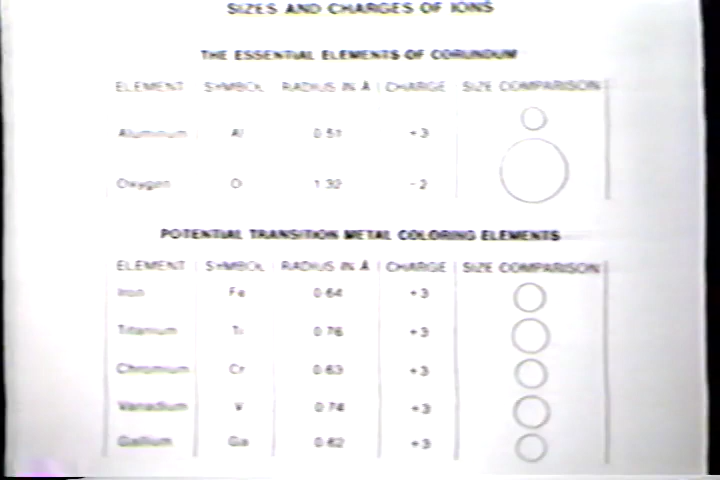 SIZES AND CHARGES OF IONS
THE ESSENTIAL ELEMENTS OF CORUNDUM
ELEMENT SYMBOL RADIUS IN Å CHARGE SIZE COMPARISON
Aluminum Al 0.51 +3
Oxygen O 1.32 -2
POTENTIAL TRANSITION METAL COLORING ELEMENTS
ELEMENT SYMBOL RADIUS IN Å CHARGE SIZE COMPARISON
Iron Fe 0.64 +3
Titanium Ti 0.76 +3
Chromium Cr 0.63 +3
Vanadium V 0.74 +3
Gallium Ga 0.62 +3